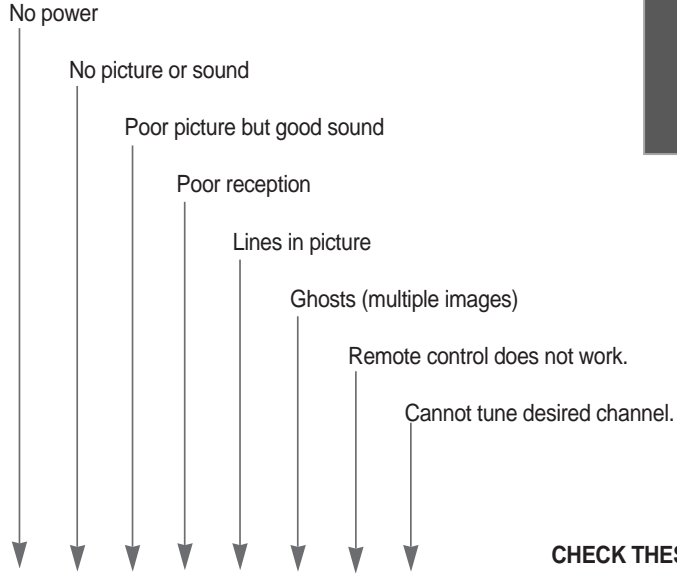 No power
No picture or sound
Poor picture but good sound
Poor reception
Lines in picture
Ghosts (multiple images)
Remote control does not work.
Cannot tune desired channel.
CHECK